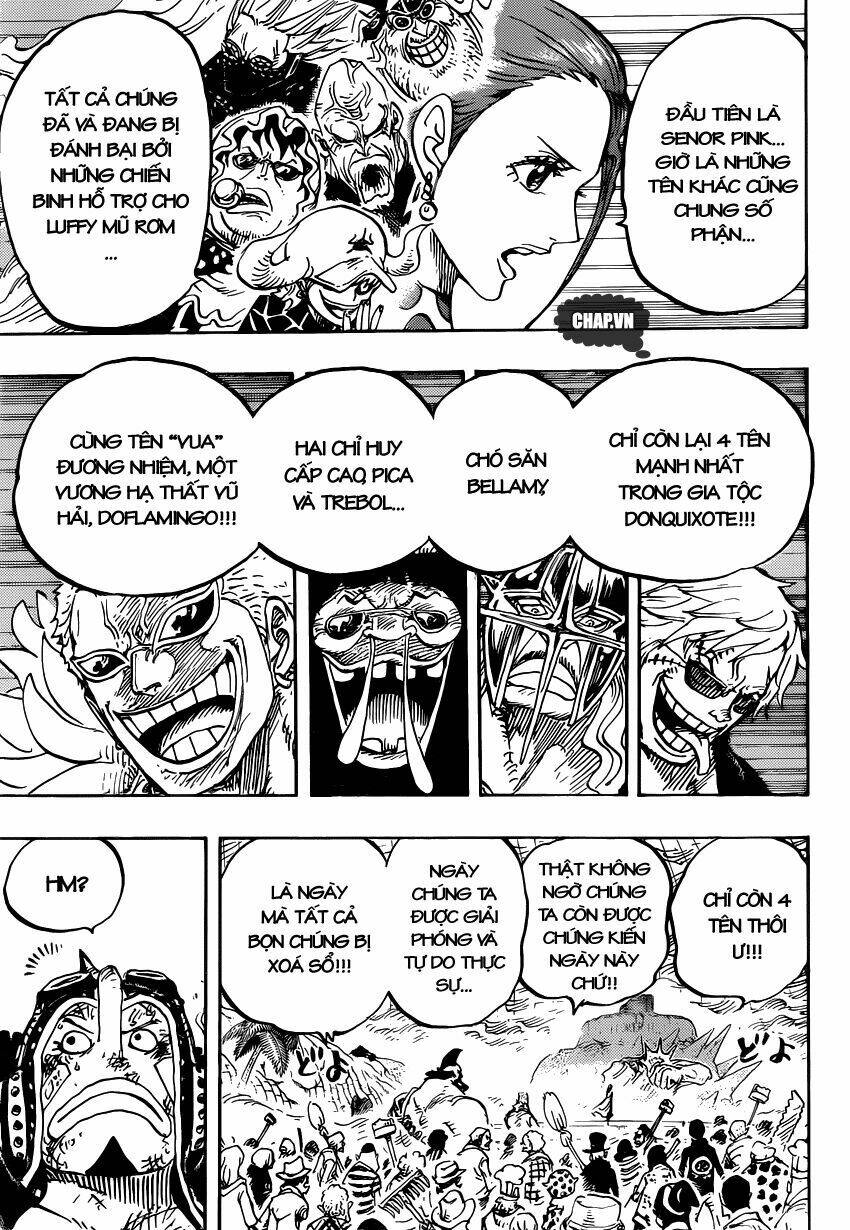 ĐẦU TIÊN LÀ
SENOR PINK...
GIỜ LÀ NHỮNG
TÊN KHÁC CŨNG
CHUNG SỐ
PHẬN...
TẤT CẢ CHÚNG
ĐÃ VÀ ĐANG BỊ
ĐÁNH BẠI BỞI
NHỮNG CHIẾN
BINH HỖ TRỢ CHO
LUFFY MŨ RƠM
...
CHAP.VN
CHỈ CÒN LẠI 4 TÊN
MẠNH NHẤT
TRONG GIA TỘC
DONQUIXOTE!!!
CHÓ SĂN
BELLAMY,
HAI CHỈ HUY
CẤP CAO, PICA
VÀ TREBOL...
CÙNG TÊN “VUA”
ĐƯƠNG NHIỆM, MỘT
VƯƠNG HẠ THẤT VŨ
HẢI, DOFLAMINGO!!!
CHỈ CÒN 4
TÊN THÔI
Ư!!!
THẬT KHÔNG
NGỜ CHÚNG
TA CÒN ĐƯỢC
CHỨNG KIẾN
NGÀY NÀY
CHỨ!!
NGÀY
CHÚNG TA
ĐƯỢC GIẢI
PHÓNG VÀ
TỰ DO THỰC
SỰ...
LÀ NGÀY
MÀ TẤT CẢ
BỌN CHÚNG BỊ
XOÁ SỔ!!!
どよ
どよ
HM?